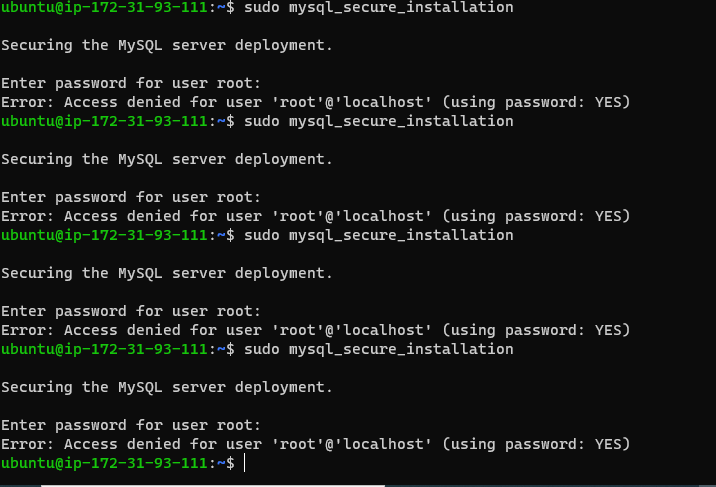 ubuntu@ip-172-31-93-111:~$ sudo mysql_secure_installation
Securing the MySQL server deployment.
Enter password for user root:
Error: Access denied for user 'root'@'localhost' (using password: YES)
ubuntu@ip-172-31-93-111:~$ sudo mysql_secure_installation
Securing the MySQL server deployment.
Enter password for user root:
Error: Access denied for user 'root'@'localhost' (using password: YES)
ubuntu@ip-172-31-93-111:~$ sudo mysql_secure_installation
Securing the MySQL server deployment.
Enter password for user root:
Error: Access denied for user 'root'@'localhost' (using password: YES)
ubuntu@ip-172-31-93-111:~$ sudo mysql_secure_installation
Securing the MySQL server deployment.
Enter password for user root:
Error: Access denied for user 'root'@'localhost' (using password: YES)
ubuntu@ip-172-31-93-111:~$